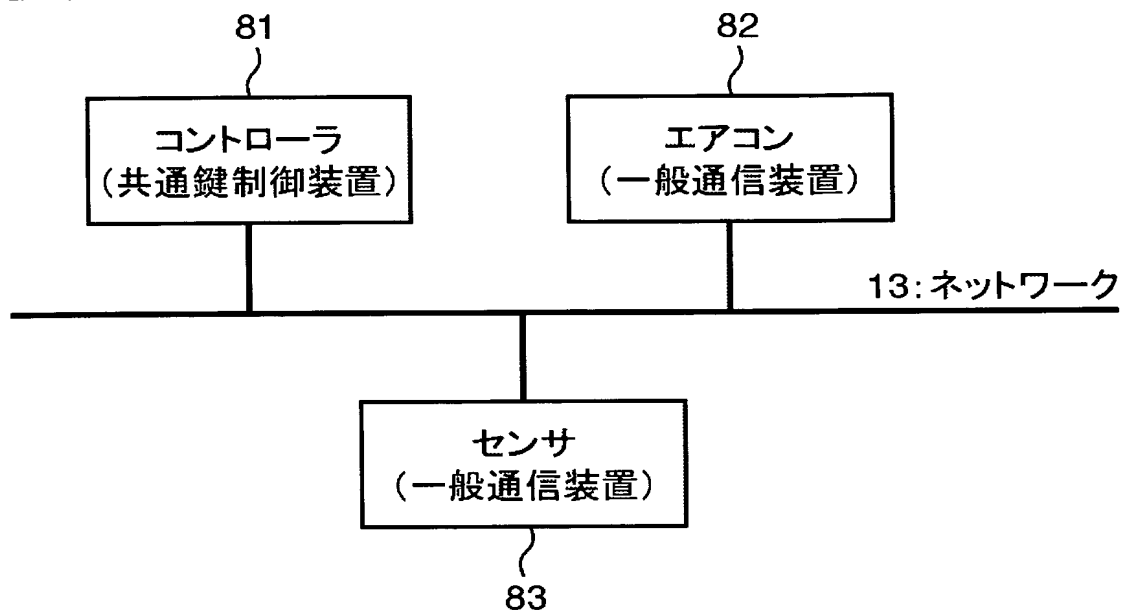 81
82
コントローラ
(共通鍵制御装置)
エアコン
(一般通信装置)
13:ネットワーク
センサ
(一般通信装置)
83